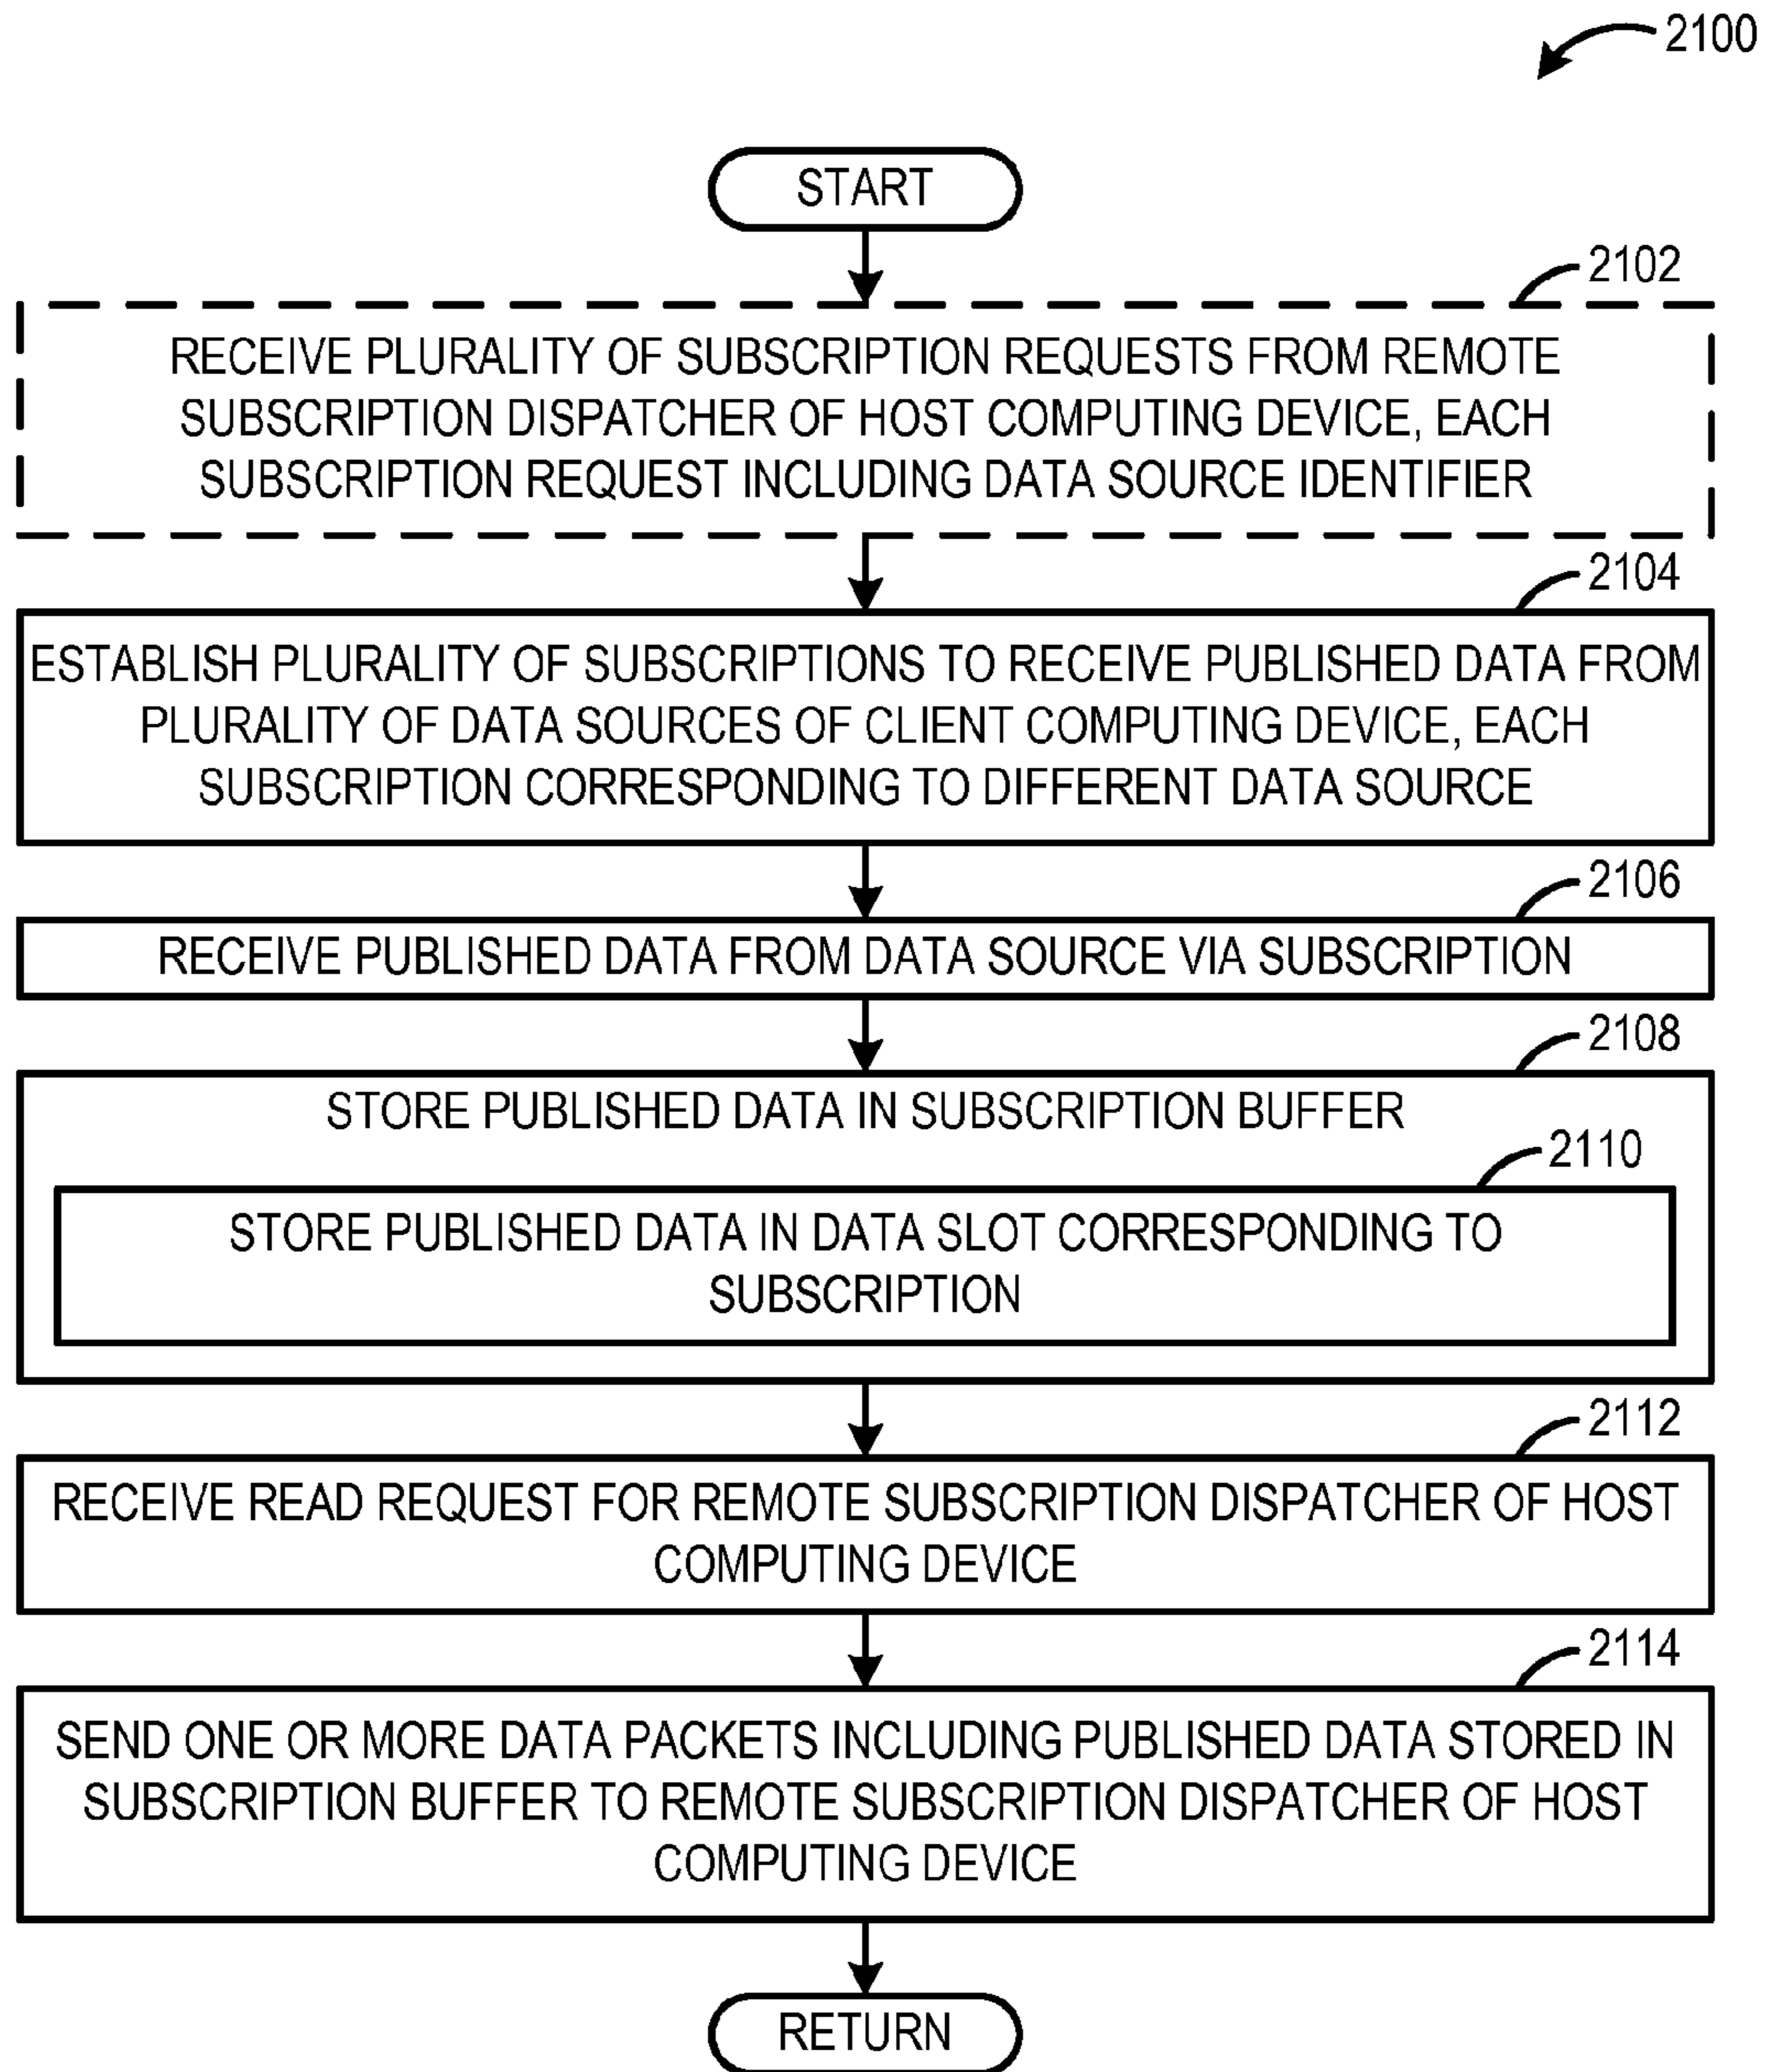 2100
START
2102
RECEIVE PLURALITY OF SUBSCRIPTION REQUESTS FROM REMOTE
SUBSCRIPTION DISPATCHER OF HOST COMPUTING DEVICE, EACH
SUBSCRIPTION REQUEST INCLUDING DATA SOURCE IDENTIFIER
2104
ESTABLISH PLURALITY OF SUBSCRIPTIONS TO RECEIVE PUBLISHED DATA FROM
PLURALITY OF DATA SOURCES OF CLIENT COMPUTING DEVICE, EACH
SUBSCRIPTION CORRESPONDING TO DIFFERENT DATA SOURCE
2106
RECEIVE PUBLISHED DATA FROM DATA SOURCE VIA SUBSCRIPTION
2108
STORE PUBLISHED DATA IN SUBSCRIPTION BUFFER
2110
STORE PUBLISHED DATA IN DATA SLOT CORRESPONDING TO
SUBSCRIPTION
2112
RECEIVE READ REQUEST FOR REMOTE SUBSCRIPTION DISPATCHER OF HOST
COMPUTING DEVICE
2114
SEND ONE OR MORE DATA PACKETS INCLUDING PUBLISHED DATA STORED IN
SUBSCRIPTION BUFFER TO REMOTE SUBSCRIPTION DISPATCHER OF HOST
COMPUTING DEVICE
RETURN